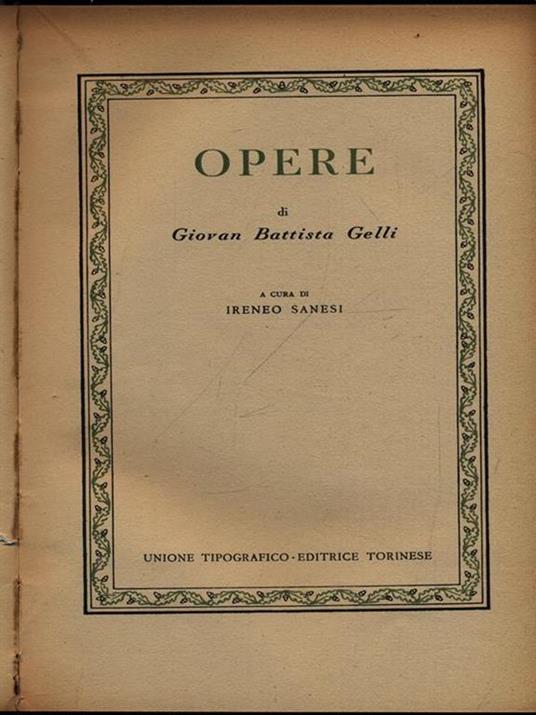 OPERE
di
Giovan Battista Gelli
A CURA DI
IRENEO SANESI
UNIONE TIPOGRAFICO-EDITRICE TORINESE